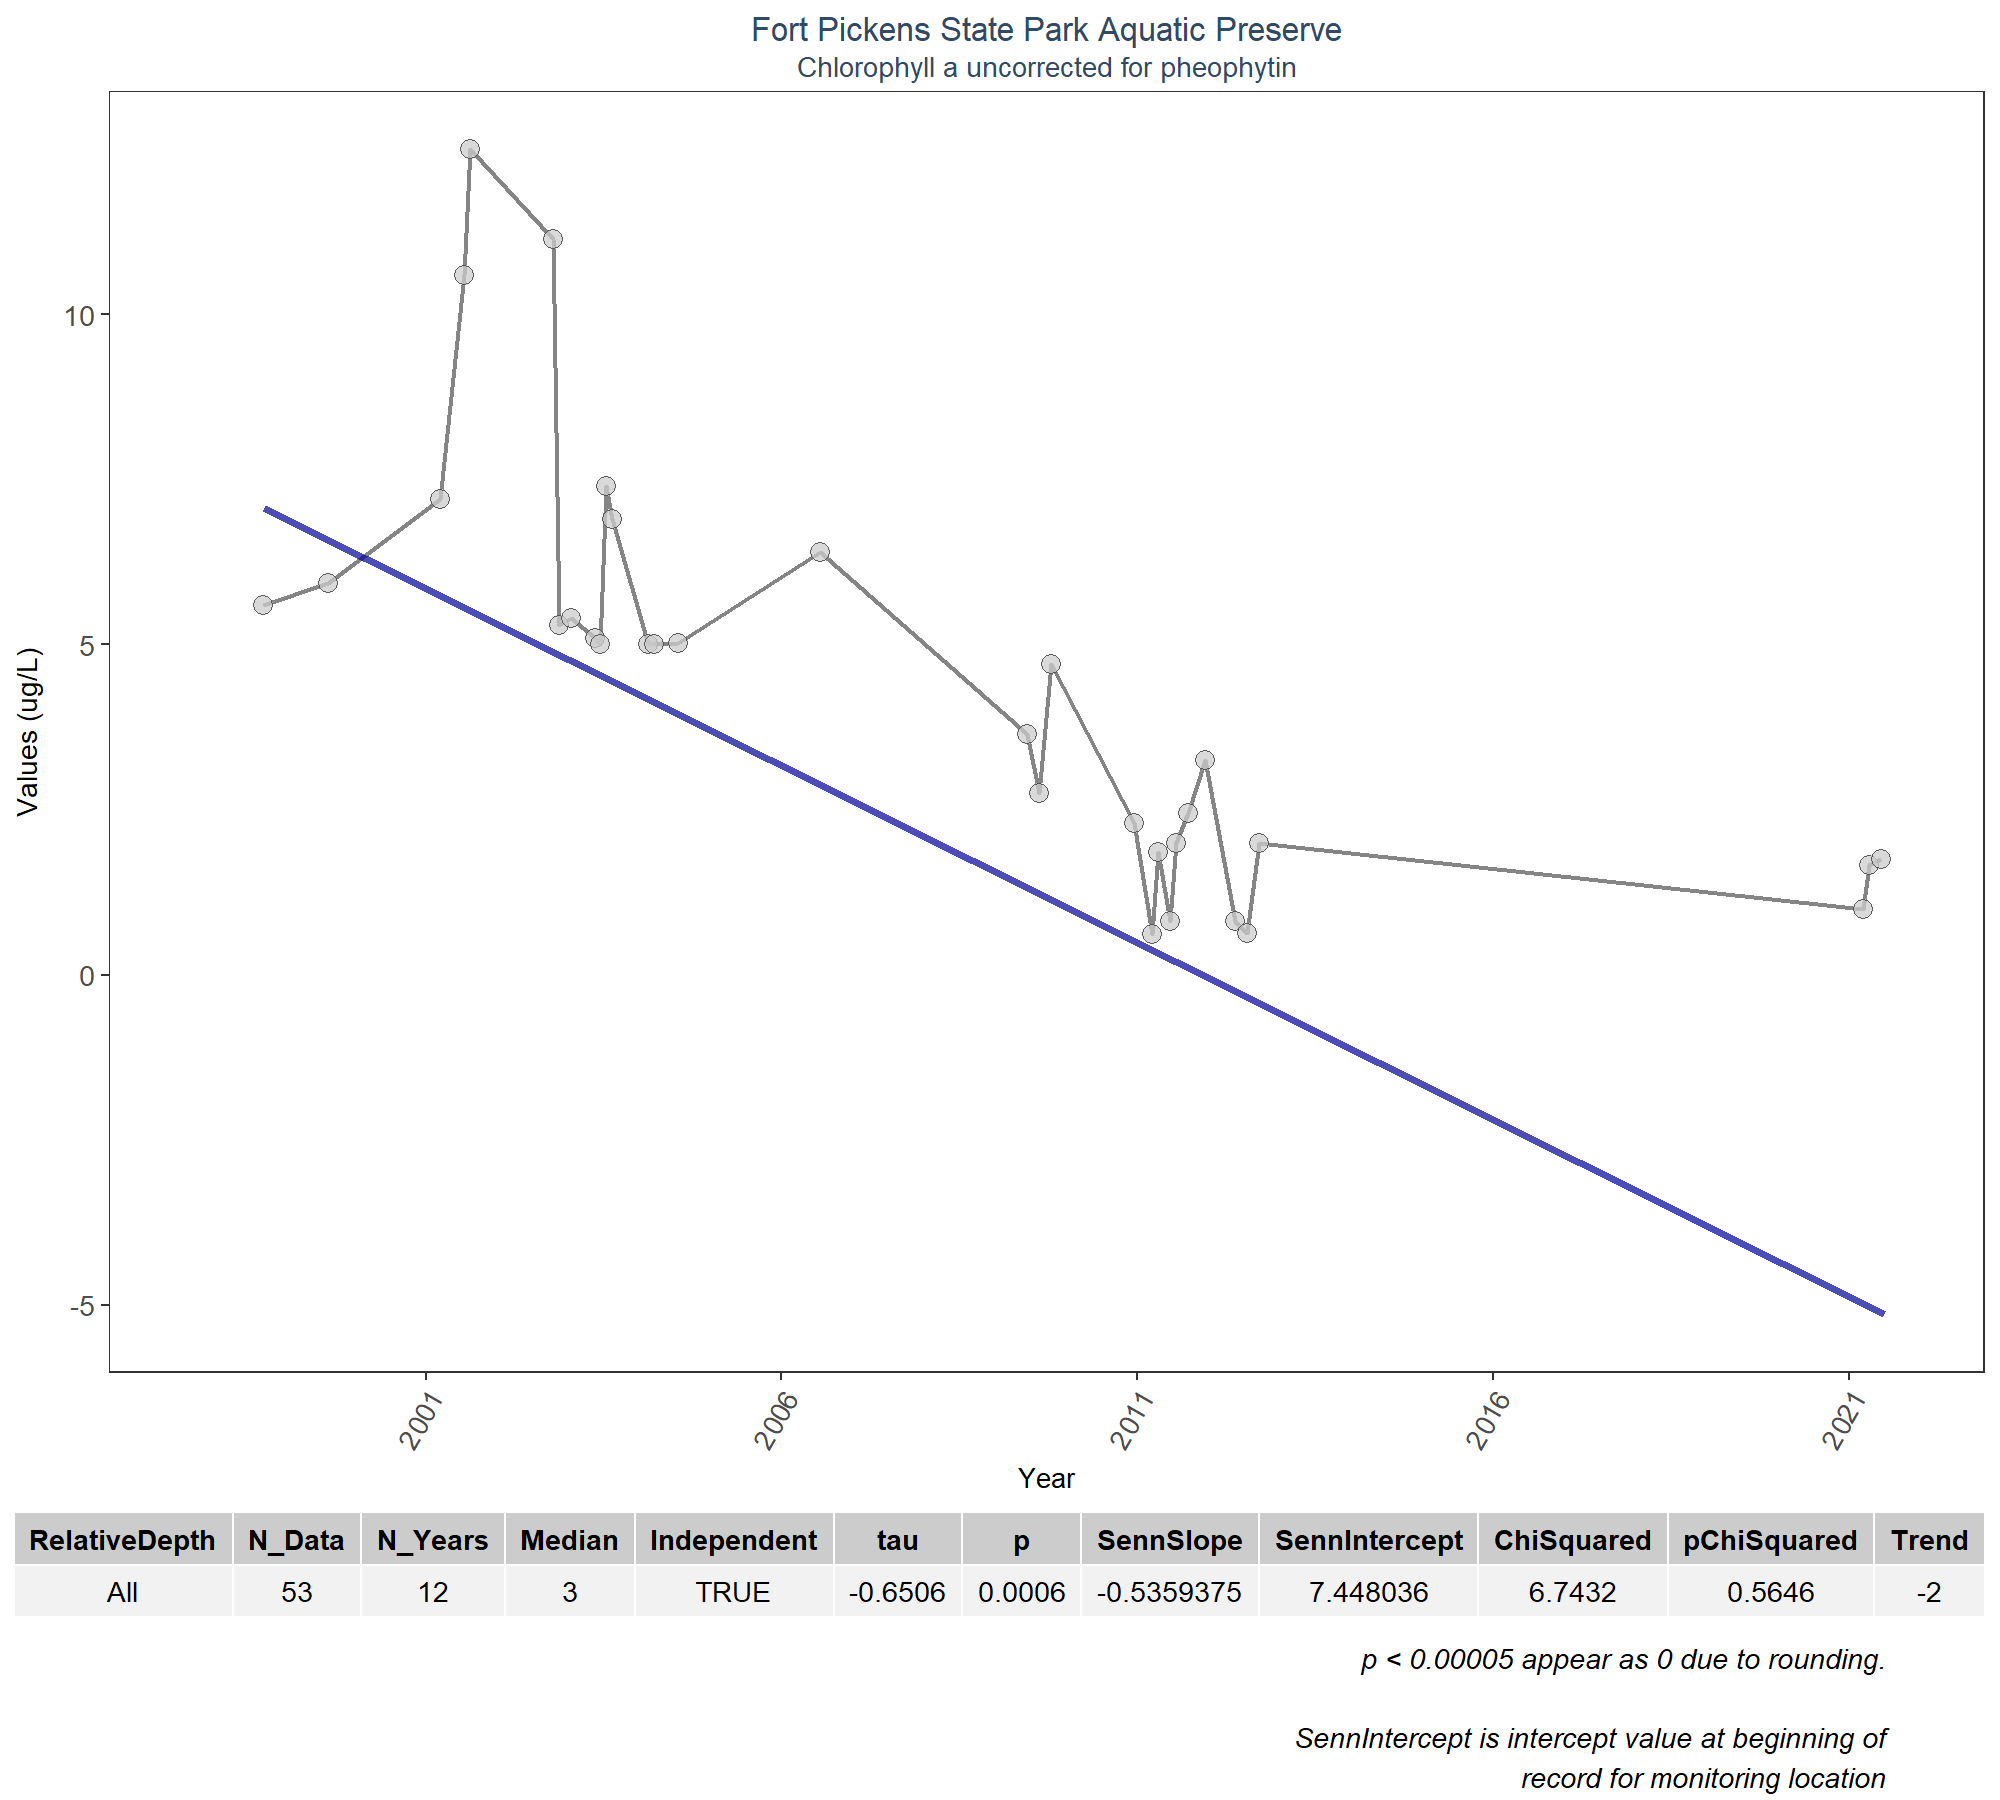 Fort Pickens State Park Aquatic Preserve
Chlorophyll a uncorrected for pheophytin
Values (ug/L)
10
5
0
-5
2001 2006 2011 2016 2021
Year
RelativeDepth N_Data N_Years Median Independent tau p SennSlope SennIntercept ChiSquared pChiSquared Trend
All 53 12 3 TRUE -0.6506 0.0006 -0.5359375 7.448036 6.7432 0.5646 -2
p < 0.00005 appear as 0 due to rounding.
SennIntercept is intercept value at beginning of
record for monitoring location